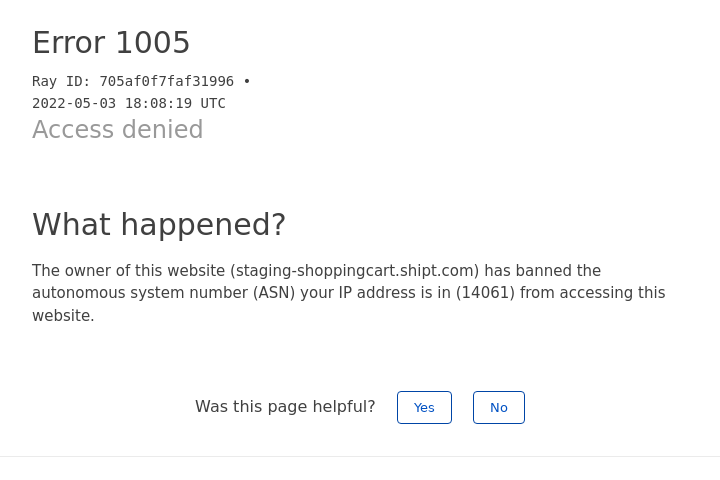 Error 1005
Ray ID: 705af0f7faf31996 •
2022-05-03 18:08:19 UTC
Access denied
What happened?
The owner of this website (staging-shoppingcart.shipt.com) has banned the
autonomous system number (ASN) your IP address is in (14061) from accessing this
website.
Was this page helpful? Yes No